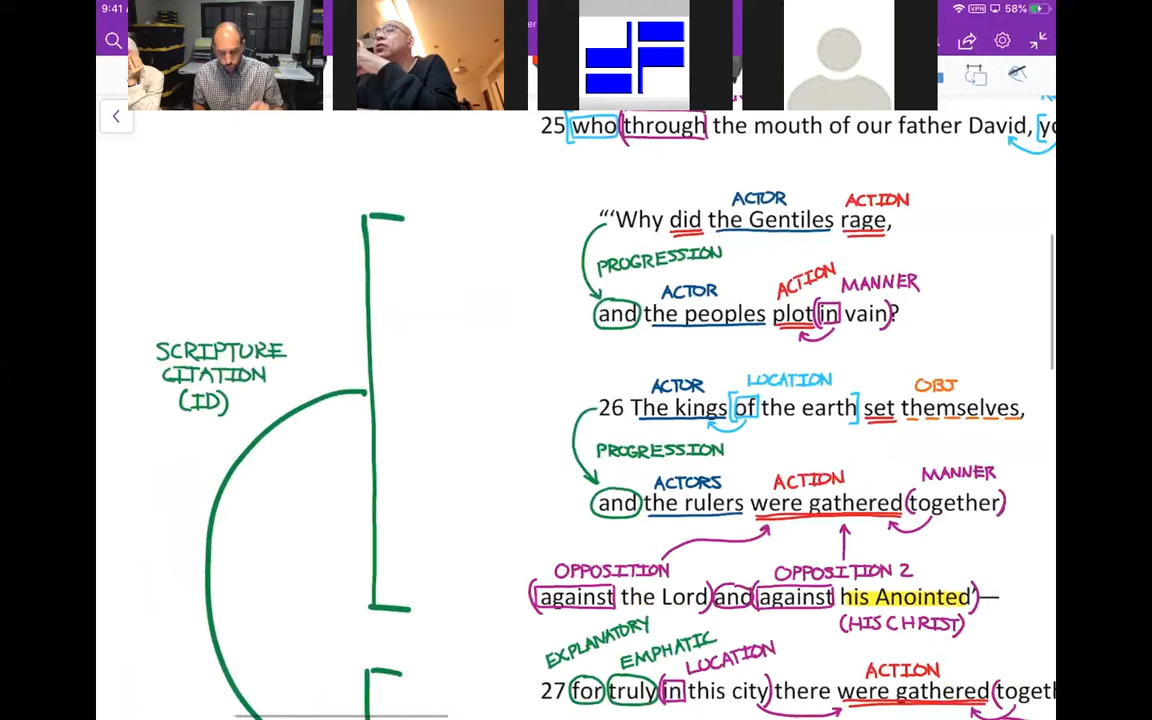 9:41
VPN 58%
25 who through the mouth of our father David,
ACTOR ACTION
“‘Why did the Gentiles rage,
PROGRESSION
ACTOR ACTION MANNER
and the peoples plot in vain?
SCRIPTURE
CITATION
(ID)
ACTOR LOCATION OBJ
26 The kings of the earth set themselves,
PROGRESSION
ACTORS ACTION MANNER
and the rulers were gathered together
OPPOSITION OPPOSITION 2
against the Lord and against his Anointed’—
(HIS CHRIST)
EXPLANATORY EMPHATIC LOCATION ACTION
27 for truly in this city there were gathered